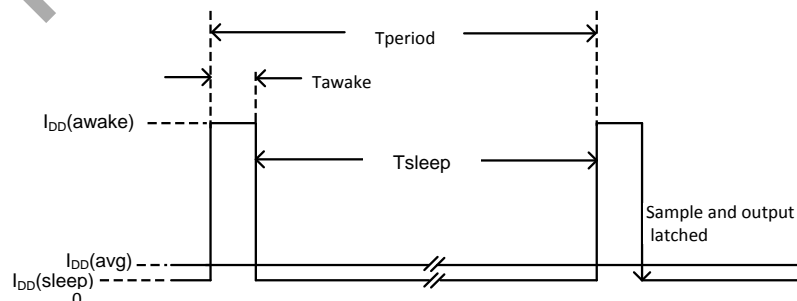 Tperiod
Tawake
IDD(awake)
Tsleep
Sample and output
latched
IDD(avg)
IDD(sleep)
0